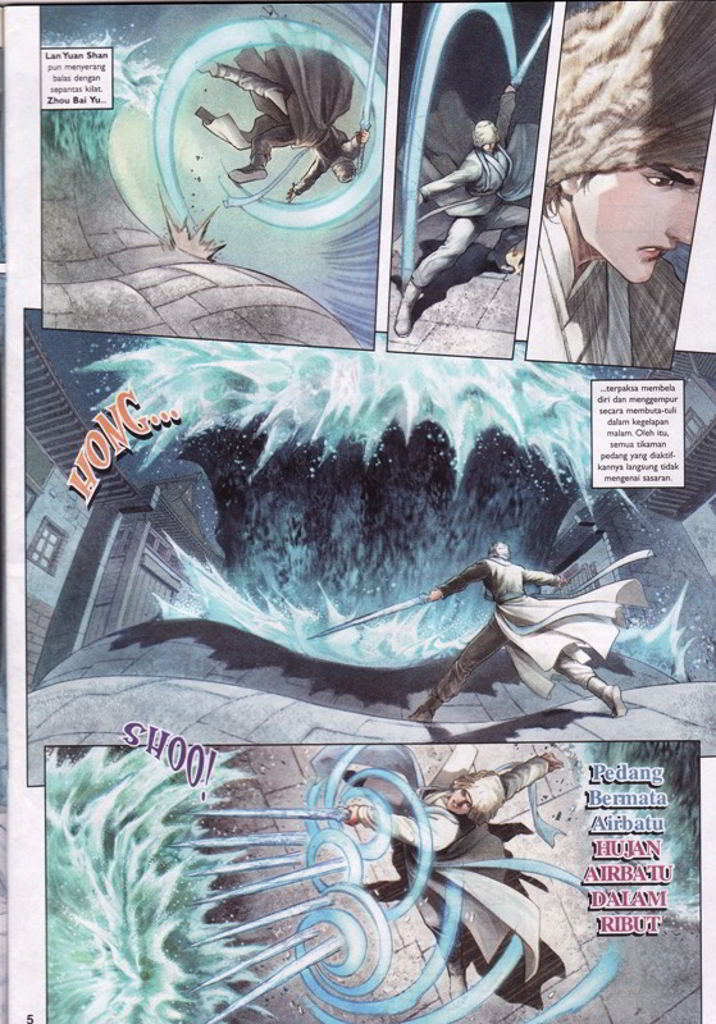 Lan Yuan Shan
pun menyerang
balas dengan
sepantas kilat.
Zhou Bai Yu...
...terpaksa membela
diri dan menggempur
secara membuta-tuli
dalam kegelapan
malam. Oleh itu,
semua tikaman
pedang yang diaktif-
kannya langsung tidak
mengenai sasaran.
HONG...
SHOO!
Pedang
Bermata
Airbatu
HUJAN
AIRBATU
DALAM
RIBUT
5